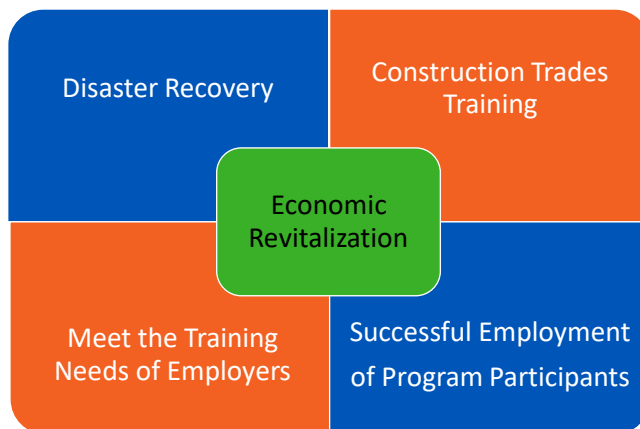 Disaster Recovery
Construction Trades
Training
Economic
Revitalization
Meet the Training
Needs of Employers
Successful Employment
of Program Participants